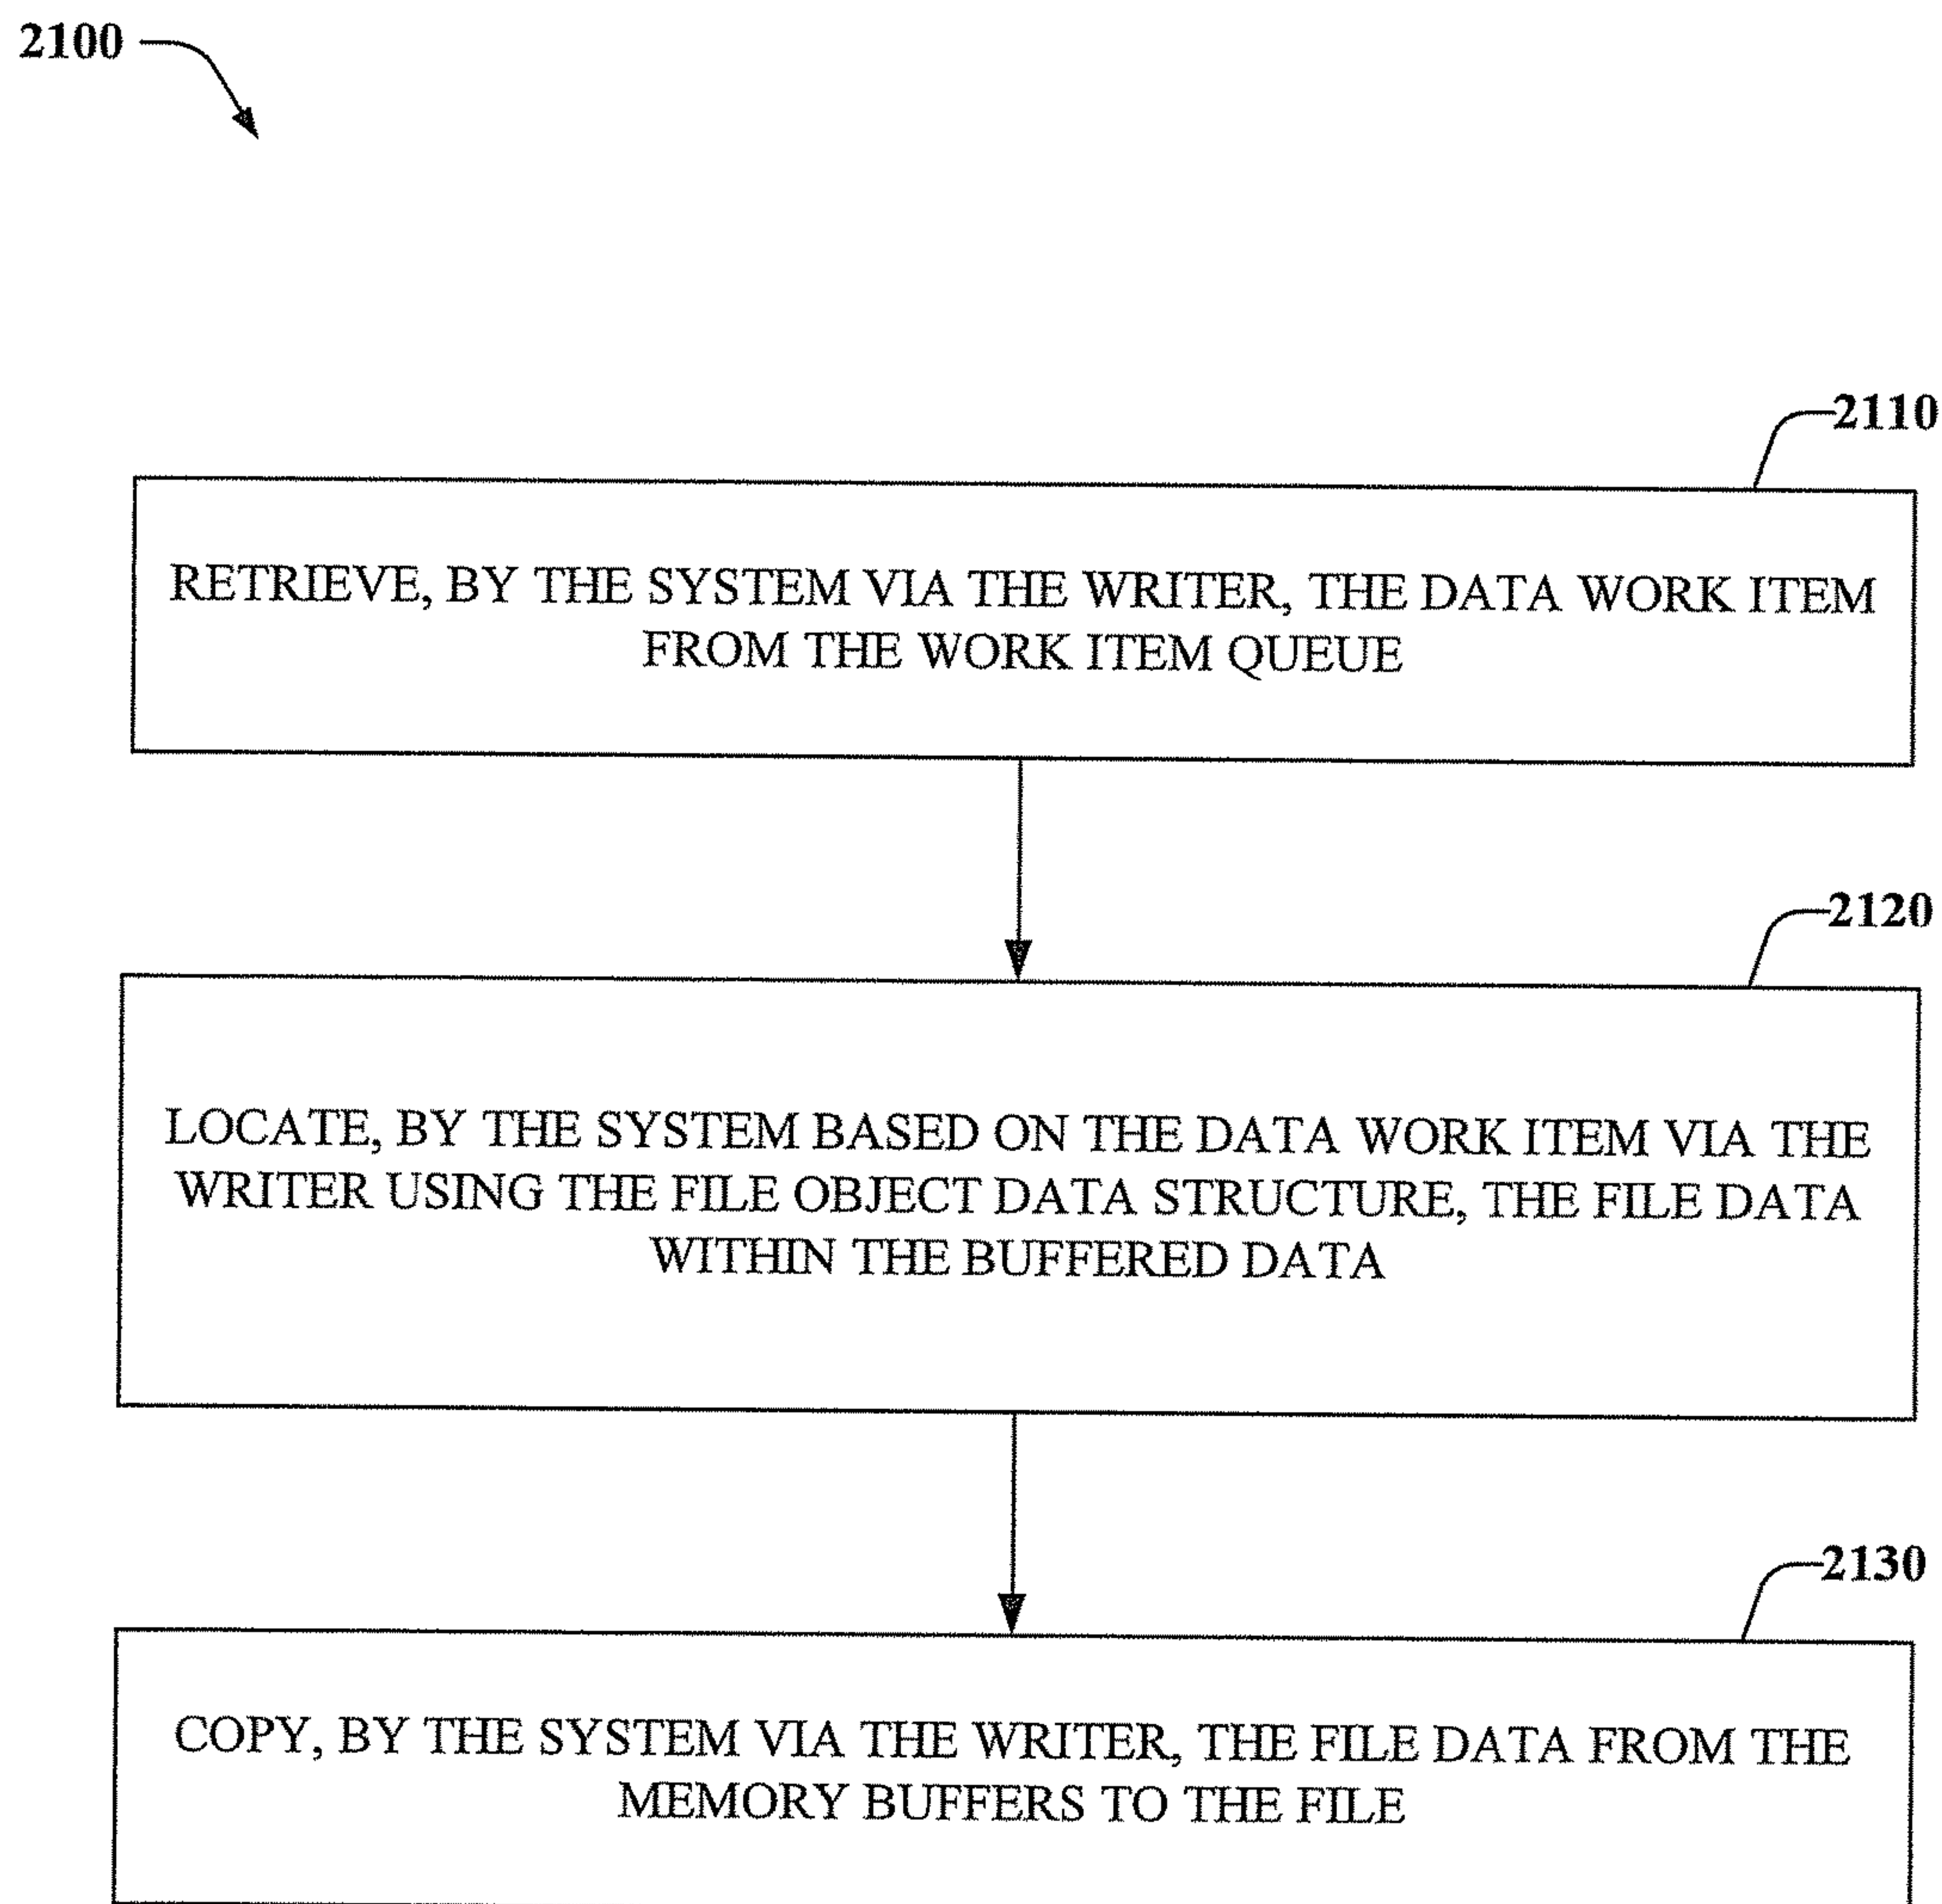 2100
2110
RETRIEVE, BY THE SYSTEM VIA THE WRITER, THE DATA WORK ITEM
FROM THE WORK ITEM QUEUE
2120
LOCATE, BY THE SYSTEM BASED ON THE DATA WORK ITEM VIA THE
WRITER USING THE FILE OBJECT DATA STRUCTURE, THE FILE DATA
WITHIN THE BUFFERED DATA
2130
COPY, BY THE SYSTEM VIA THE WRITER, THE FILE DATA FROM THE
MEMORY BUFFERS TO THE FILE